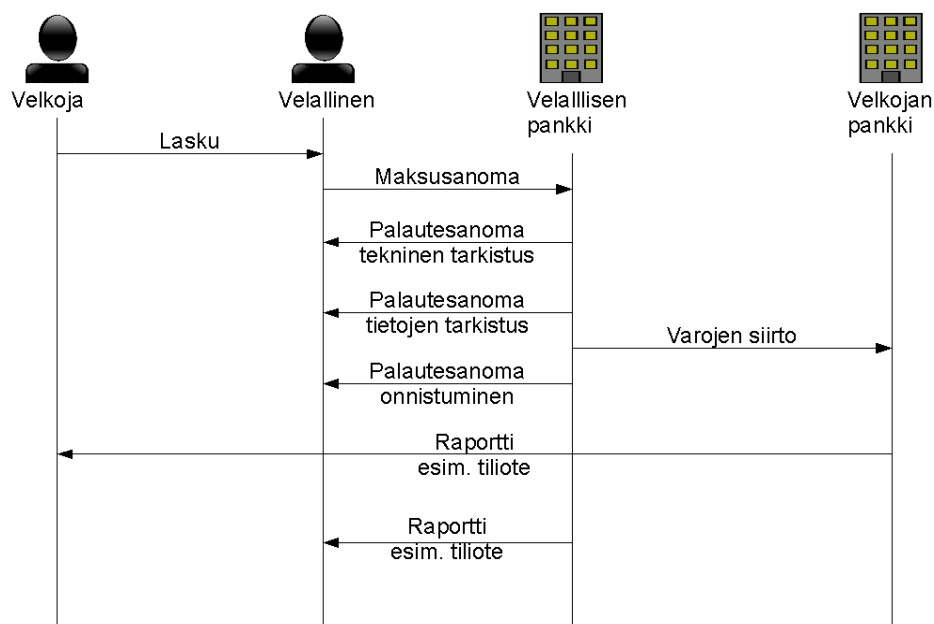 Velkoja
Velallinen
Velalllisen
pankki
Velkojan
pankki
Lasku
Maksusanoma
Palautesanoma
tekninen tarkistus
Palautesanoma
tietojen tarkistus
Varojen siirto
Palautesanoma
onnistuminen
Raportti
esim. tiliote
Raportti
esim. tiliote